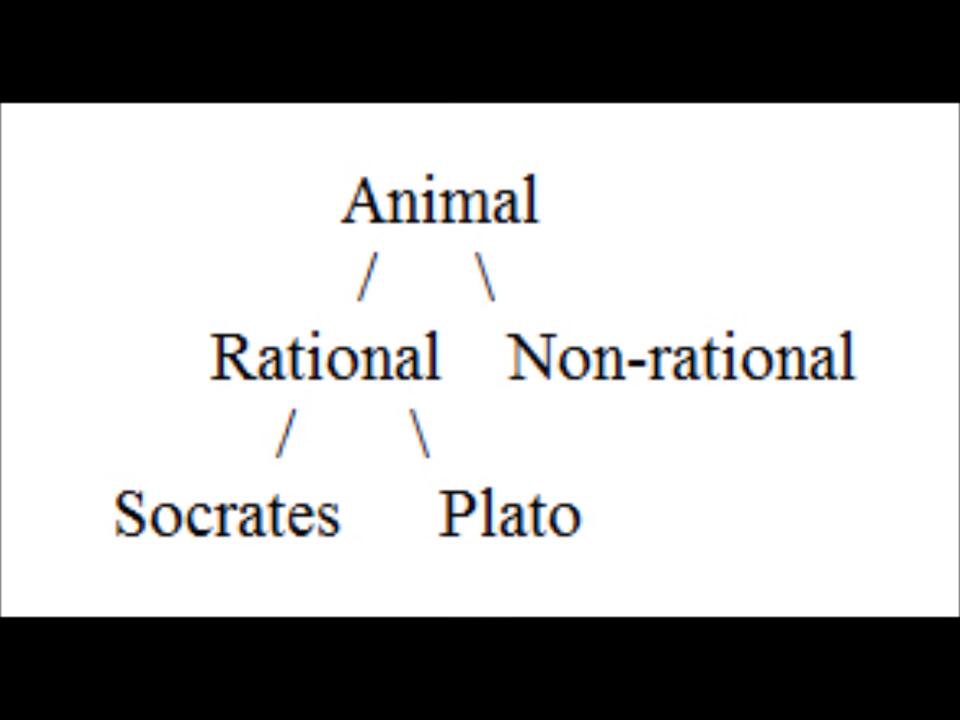 Animal
/ \
Rational Non-rational
/ \
Socrates Plato